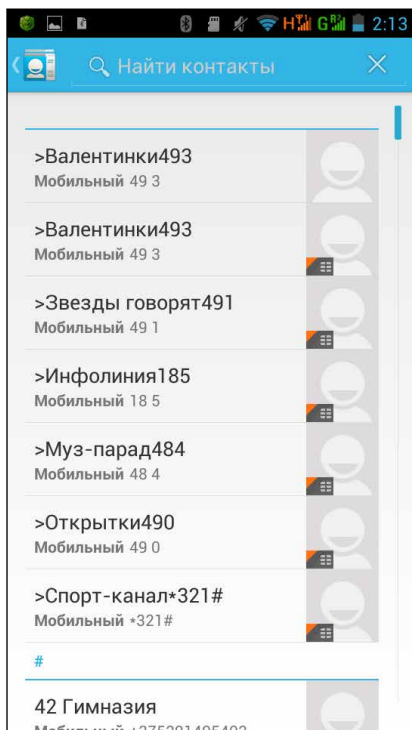 H G 2:13
Найти контакты
>Валентинки493
Мобильный 49 3
>Валентинки493
Мобильный 49 3
>Звезды говорят491
Мобильный 49 1
>Инфолиния185
Мобильный 18 5
>Муз-парад484
Мобильный 48 4
>Открытки490
Мобильный 49 0
>Спорт-канал*321#
Мобильный *321#
#
42 Гимназия
Мобильный